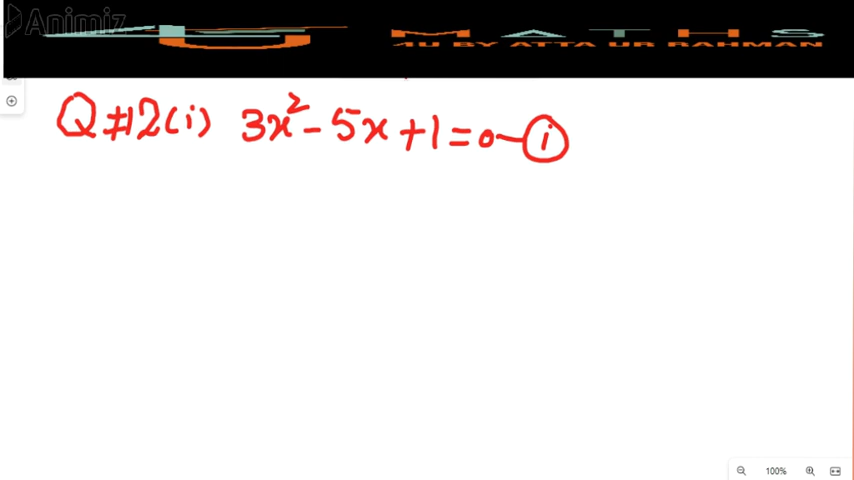 Animiz
MATHS
4U BY ATTA UR RAHMAN
Q #2(i) 3x² - 5x + 1 = 0 — (i)
100%